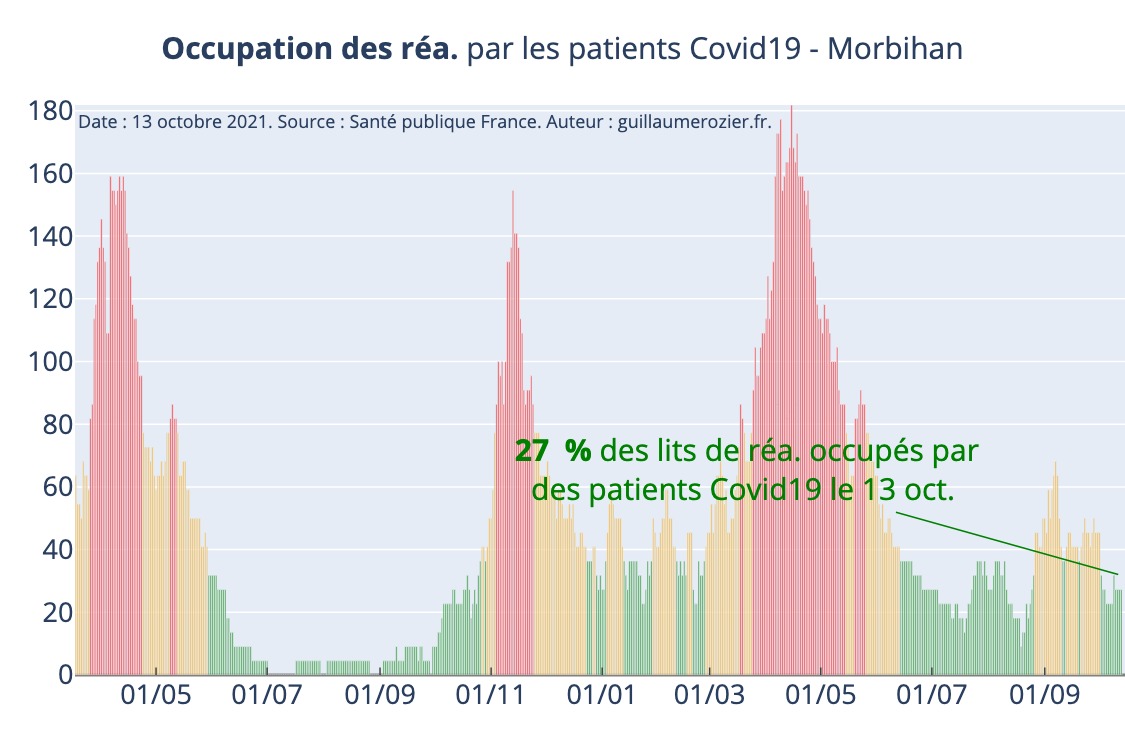 Occupation des réa. par les patients Covid19 - Morbihan
180
Date : 13 octobre 2021. Source : Santé publique France. Auteur : guillaumerozier.fr.
160
140
120
100
80
27 % des lits de réa. occupés par
des patients Covid19 le 13 oct.
60
40
20
0
01/05 01/07 01/09 01/11 01/01 01/03 01/05 01/07 01/09